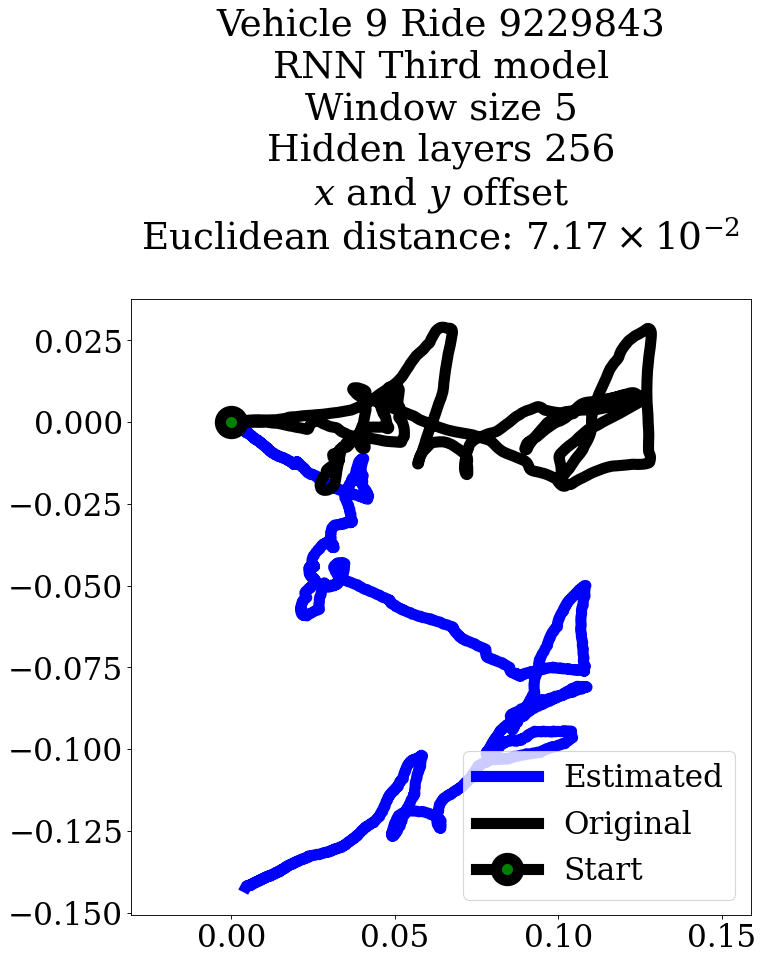 Vehicle 9 Ride 9229843
RNN Third model
Window size 5
Hidden layers 256
x and y offset
Euclidean distance: 7.17 × 10⁻²
0.025
0.000
−0.025
−0.050
−0.075
−0.100
−0.125
−0.150
Estimated
Original
Start
0.00 0.05 0.10 0.15